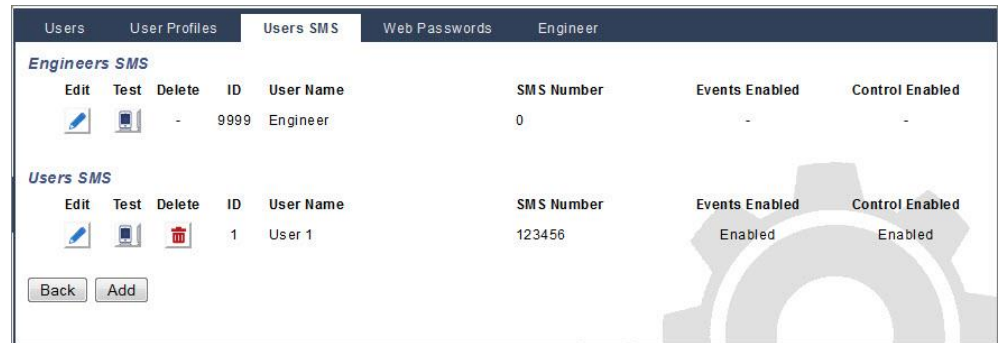 Users User Profiles Users SMS Web Passwords Engineer
Engineers SMS
Edit Test Delete ID User Name SMS Number Events Enabled Control Enabled
- 9999 Engineer 0 - -
Users SMS
Edit Test Delete ID User Name SMS Number Events Enabled Control Enabled
1 User 1 123456 Enabled Enabled
Back Add